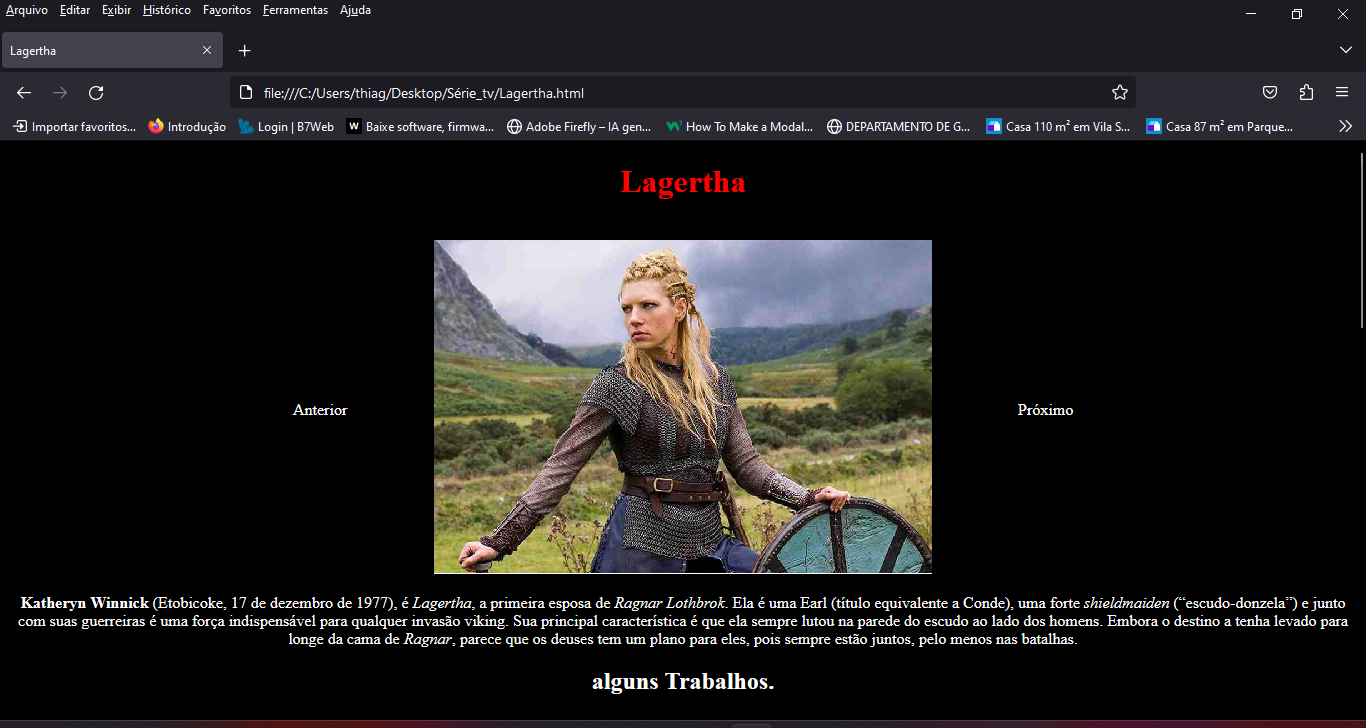 Arquivo Editar Exibir Histórico Favoritos Ferramentas Ajuda
Lagertha
file:///C:/Users/thiag/Desktop/Série_tv/Lagertha.html
Importar favoritos... Introdução Login | B7Web Baixe software, firmwa... Adobe Firefly – IA gen... How To Make a Modal... DEPARTAMENTO DE G... Casa 110 m² em Vila S... Casa 87 m² em Parque...
Lagertha
Anterior Próximo
Katheryn Winnick (Etobicoke, 17 de dezembro de 1977), é Lagertha, a primeira esposa de Ragnar Lothbrok. Ela é uma Earl (título equivalente a Conde), uma forte shieldmaiden (“escudo-donzela”) e junto
com suas guerreiras é uma força indispensável para qualquer invasão viking. Sua principal característica é que ela sempre lutou na parede do escudo ao lado dos homens. Embora o destino a tenha levado para
longe da cama de Ragnar, parece que os deuses tem um plano para eles, pois sempre estão juntos, pelo menos nas batalhas.
alguns Trabalhos.